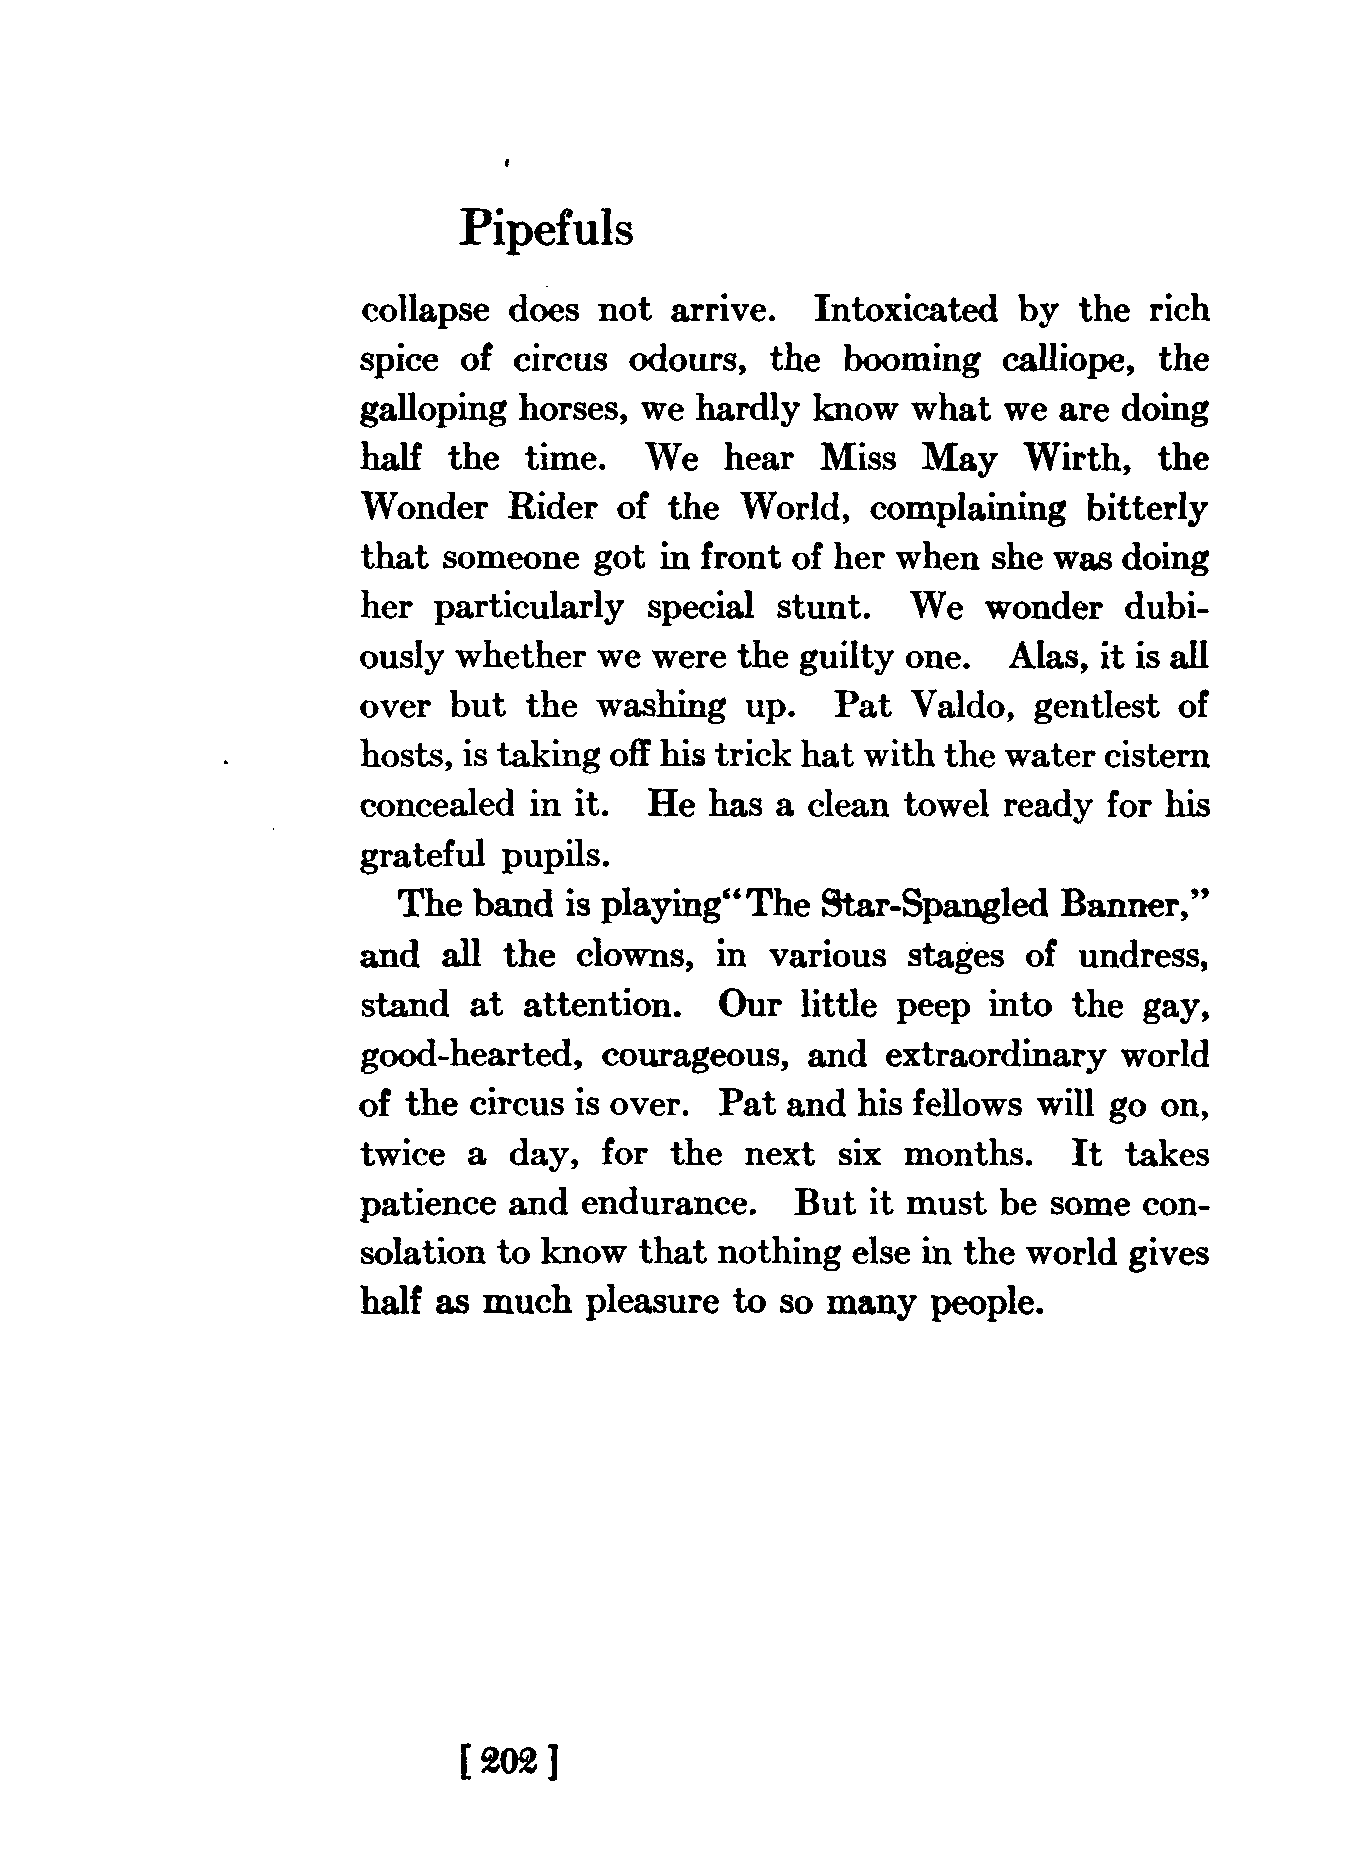 Pipefuls
collapse does not arrive. Intoxicated by the rich
spice of circus odours, the booming calliope, the
galloping horses, we hardly know what we are doing
half the time. We hear Miss May Wirth, the
Wonder Rider of the World, complaining bitterly
that someone got in front of her when she was doing
her particularly special stunt. We wonder dubi-
ously whether we were the guilty one. Alas, it is all
over but the washing up. Pat Valdo, gentlest of
hosts, is taking off his trick hat with the water cistern
concealed in it. He has a clean towel ready for his
grateful pupils.
The band is playing“The Star-Spangled Banner,”
and all the clowns, in various stages of undress,
stand at attention. Our little peep into the gay,
good-hearted, courageous, and extraordinary world
of the circus is over. Pat and his fellows will go on,
twice a day, for the next six months. It takes
patience and endurance. But it must be some con-
solation to know that nothing else in the world gives
half as much pleasure to so many people.
[ 202 ]